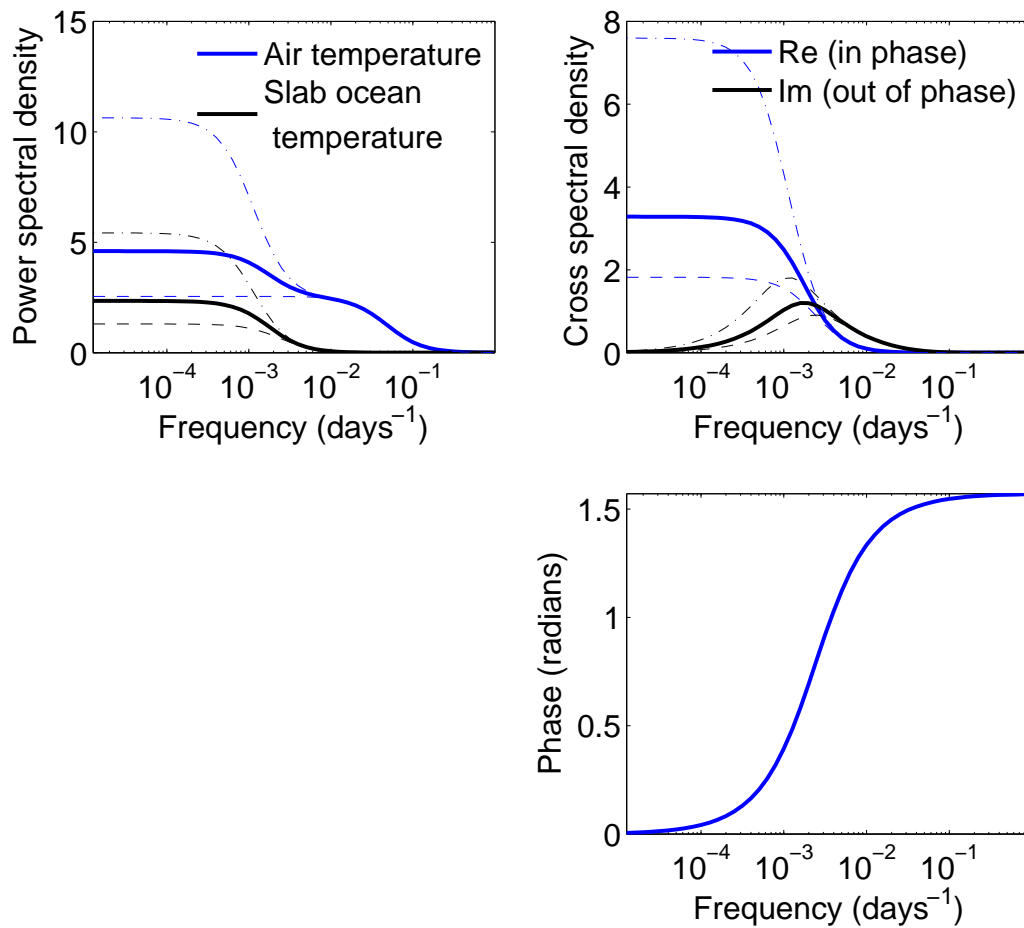 Power spectral density
15
10
5
0
Air temperature
Slab ocean
temperature
10⁻⁴ 10⁻³ 10⁻² 10⁻¹
Frequency (days⁻¹)
Cross spectral density
8
6
4
2
0
Re (in phase)
Im (out of phase)
10⁻⁴ 10⁻³ 10⁻² 10⁻¹
Frequency (days⁻¹)
Phase (radians)
1.5
1
0.5
0
10⁻⁴ 10⁻³ 10⁻² 10⁻¹
Frequency (days⁻¹)